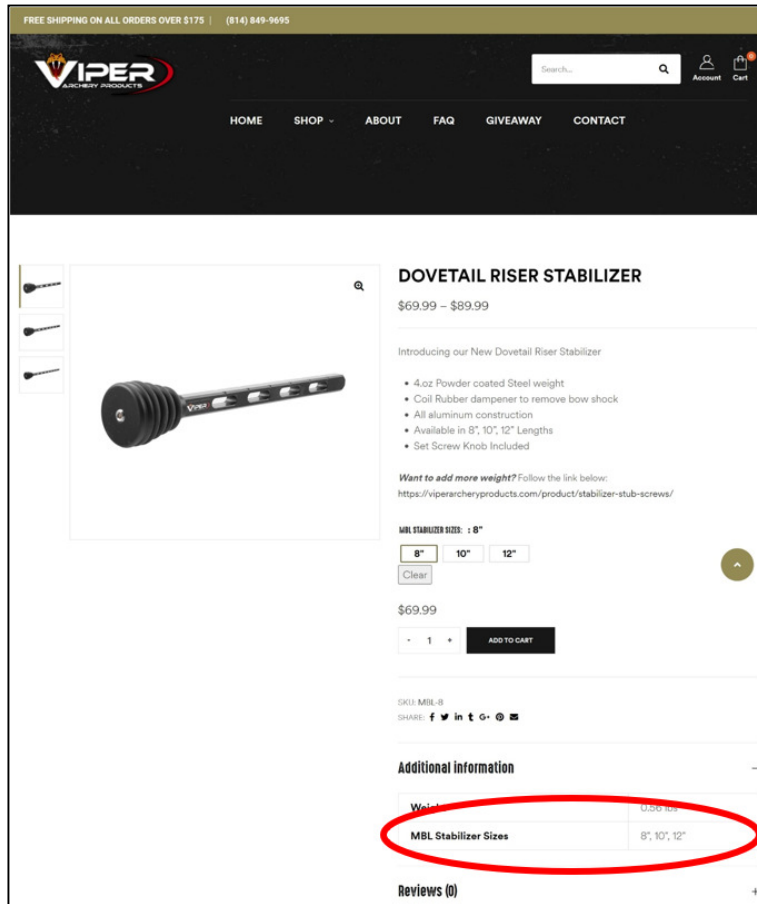 FREE SHIPPING ON ALL ORDERS OVER $175 | (814) 849-9695
VIPER
ARCHERY PRODUCTS
Search...
0
Account
Cart
HOME
SHOP
ABOUT
FAQ
GIVEAWAY
CONTACT
DOVETAIL RISER STABILIZER
$69.99 – $89.99
Introducing our New Dovetail Riser Stabilizer
• 4.oz Powder coated Steel weight
• Coil Rubber dampener to remove bow shock
• All aluminum construction
• Available in 8", 10", 12" Lengths
• Set Screw Knob Included
Want to add more weight? Follow the link below:
https://viperarcheryproducts.com/product/stabilizer-stub-screws/
VIPER
MBL STABILIZER SIZES: : 8"
8" 10" 12"
Clear
$69.99
- 1 +
ADD TO CART
SKU: MBL-8
SHARE:
Additional information
–
Weight 0.56 lbs
MBL Stabilizer Sizes 8", 10", 12"
Reviews (0)
+